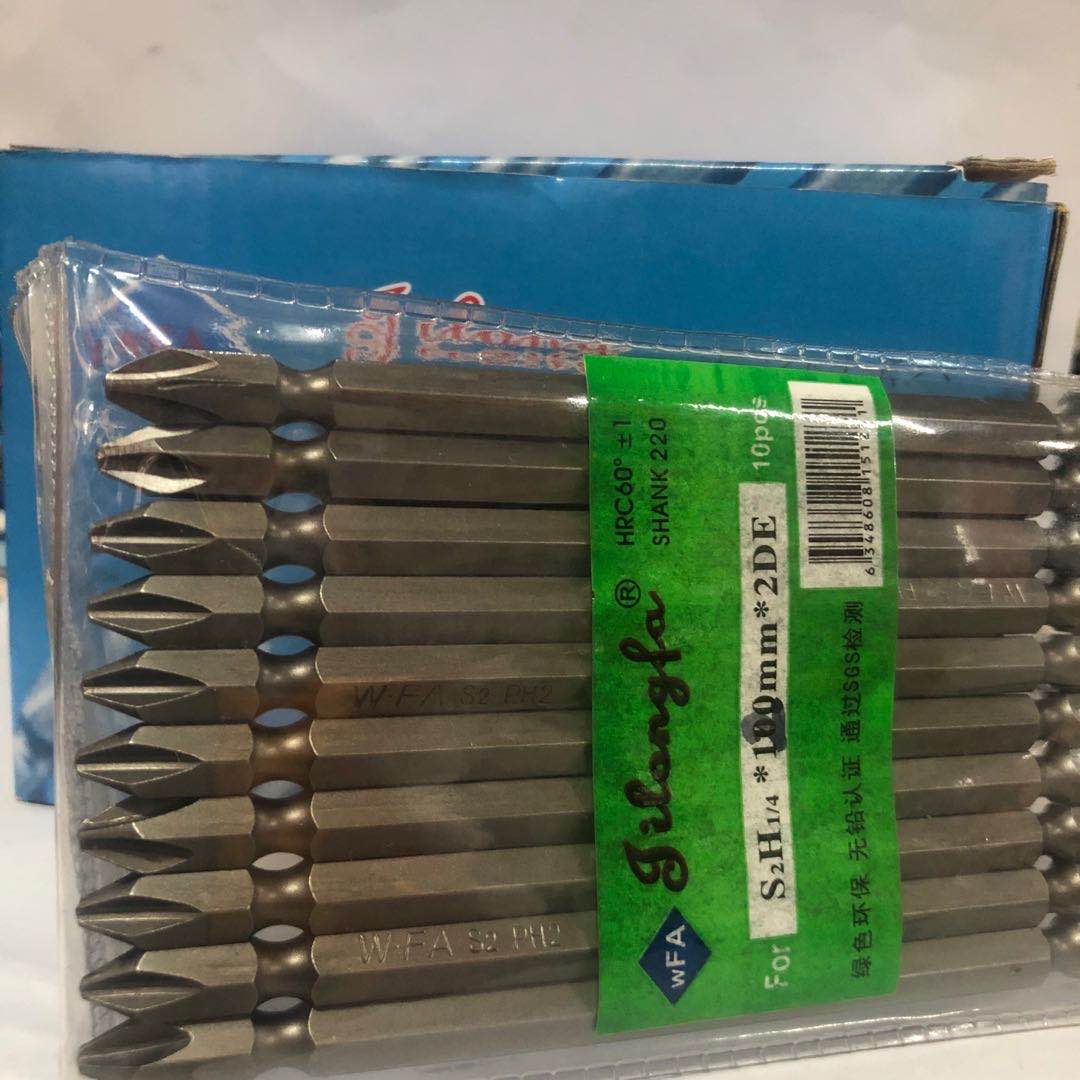 HRC60° ±1
SHANK 220
Jilongfa®
WFA
For
S2H1/4 *100mm*2DE
10pcs
绿色环保 无铅认证 通过SGS检测
W·FA S2 PH2
W·FA S2 PH2